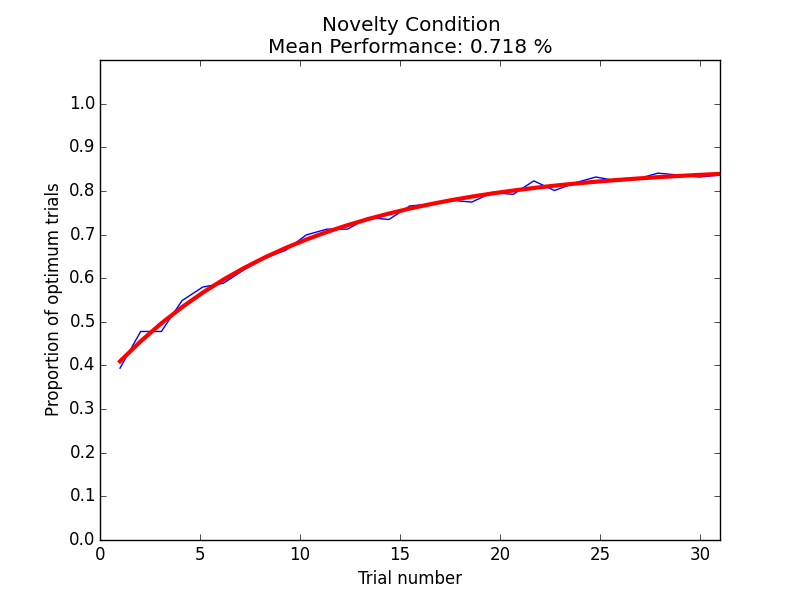 Novelty Condition
Mean Performance: 0.718 %
1.0
0.9
0.8
0.7
0.6
0.5
0.4
0.3
0.2
0.1
0.0
Proportion of optimum trials
0 5 10 15 20 25 30
Trial number